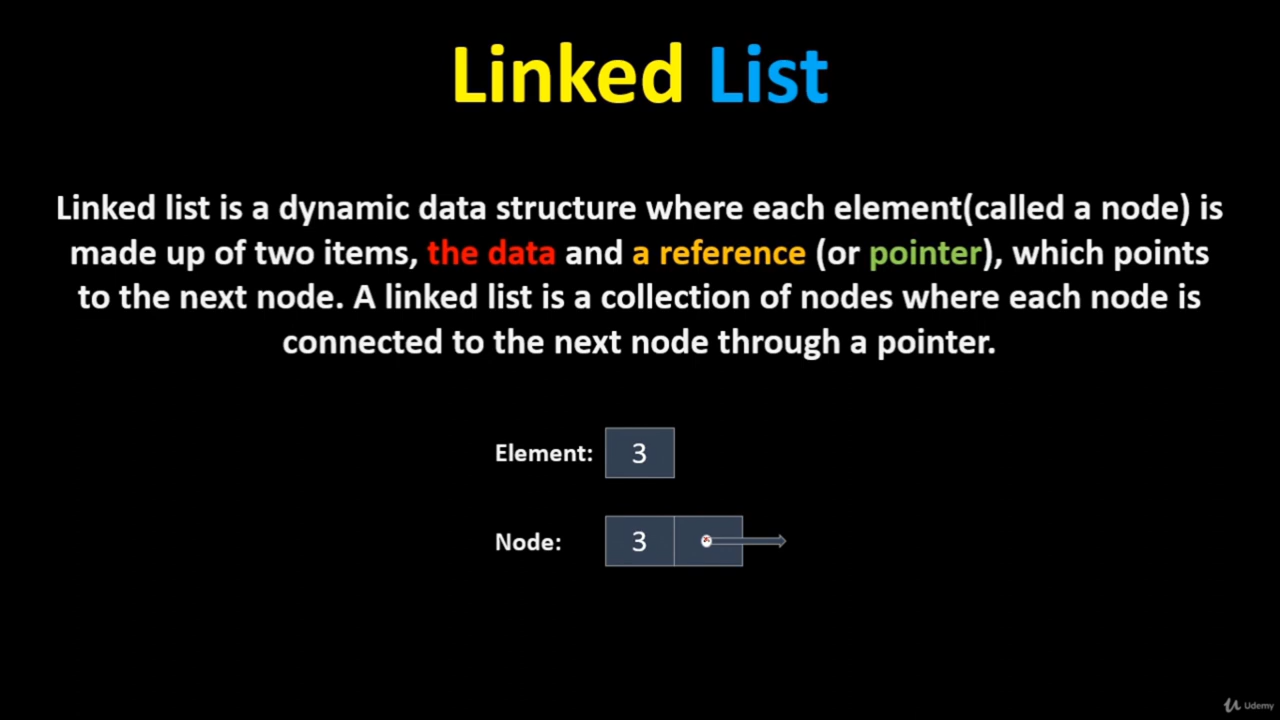 Linked List
Linked list is a dynamic data structure where each element(called a node) is
made up of two items, the data and a reference (or pointer), which points
to the next node. A linked list is a collection of nodes where each node is
connected to the next node through a pointer.
Element: 3
Node: 3
Udemy